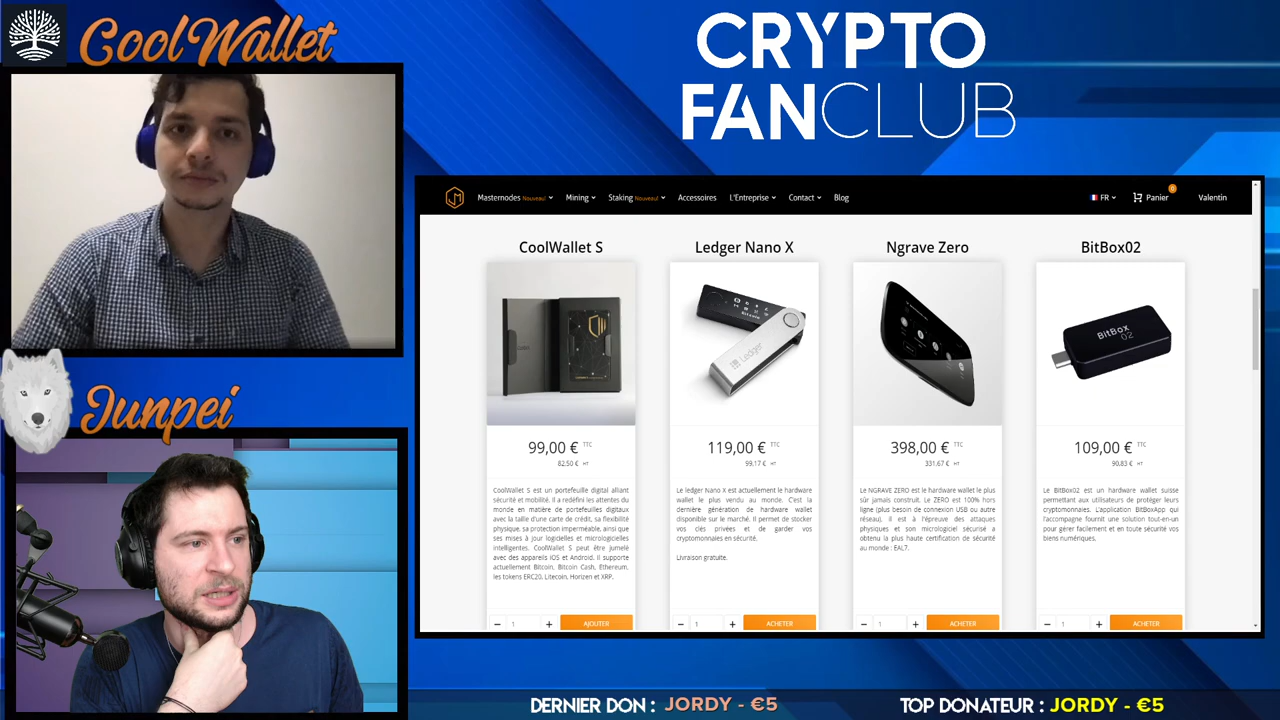 CoolWallet
CRYPTO
FANCLUB
Masternodes Nouveau! Mining Staking Nouveau! Accessoires L'Entreprise Contact Blog FR Panier 0 Valentin
CoolWallet S
99,00 € TTC
82.50 € HT
CoolWallet S est un portefeuille digital alliant
sécurité et mobilité. Il a redéfini les attentes du
monde en matière de portefeuilles digitaux
avec la taille d'une carte de crédit, sa flexibilité
physique, sa protection imperméable, ainsi que
ses mises à jour logicielles et micrologicielles
intelligentes. CoolWallet S peut être jumelé
avec des appareils iOS et Android. Il supporte
actuellement Bitcoin, Bitcoin Cash, Ethereum,
les tokens ERC20, Litecoin, Horizen et XRP.
− 1 + AJOUTER
Ledger Nano X
Bitcoin
Ledger
119,00 € TTC
99.17 € HT
Le ledger Nano X est actuellement le hardware
wallet le plus vendu au monde. C'est la
dernière génération de hardware wallet
disponible sur le marché. Il permet de stocker
vos clés privées et de garder vos
cryptomonnaies en sécurité.
Livraison gratuite.
− 1 + ACHETER
Ngrave Zero
398,00 € TTC
331.67 € HT
Le NGRAVE ZERO est le hardware wallet le plus
sûr jamais construit. Le ZERO est 100% hors
ligne (plus besoin de connexion USB ou autre
réseau), il est à l'épreuve des attaques
physiques et son micrologiciel sécurisé a
obtenu la plus haute certification de sécurité
au monde : EAL7.
− 1 + ACHETER
BitBox02
BitBox
02
109,00 € TTC
90.83 € HT
Le BitBox02 est un hardware wallet suisse
permettant aux utilisateurs de protéger leurs
cryptomonnaies. L'application BitBoxApp qui
l'accompagne fournit une solution tout-en-un
pour gérer facilement et en toute sécurité vos
biens numériques.
− 1 + ACHETER
Junpei
DERNIER DON : JORDY - €5
TOP DONATEUR : JORDY - €5